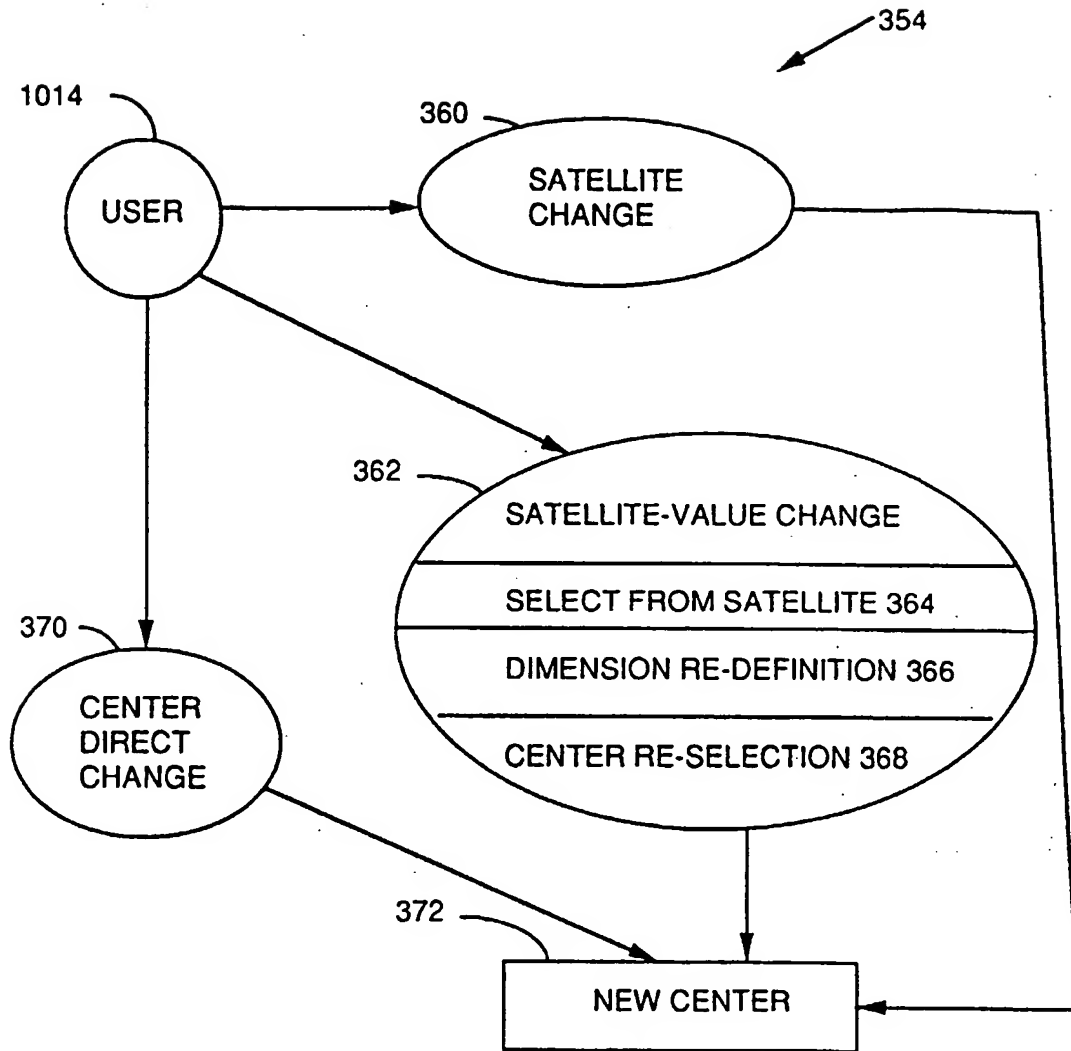 354
1014
360
USER
SATELLITE
CHANGE
362
SATELLITE-VALUE CHANGE
SELECT FROM SATELLITE 364
DIMENSION RE-DEFINITION 366
CENTER RE-SELECTION 368
370
CENTER
DIRECT
CHANGE
372
NEW CENTER